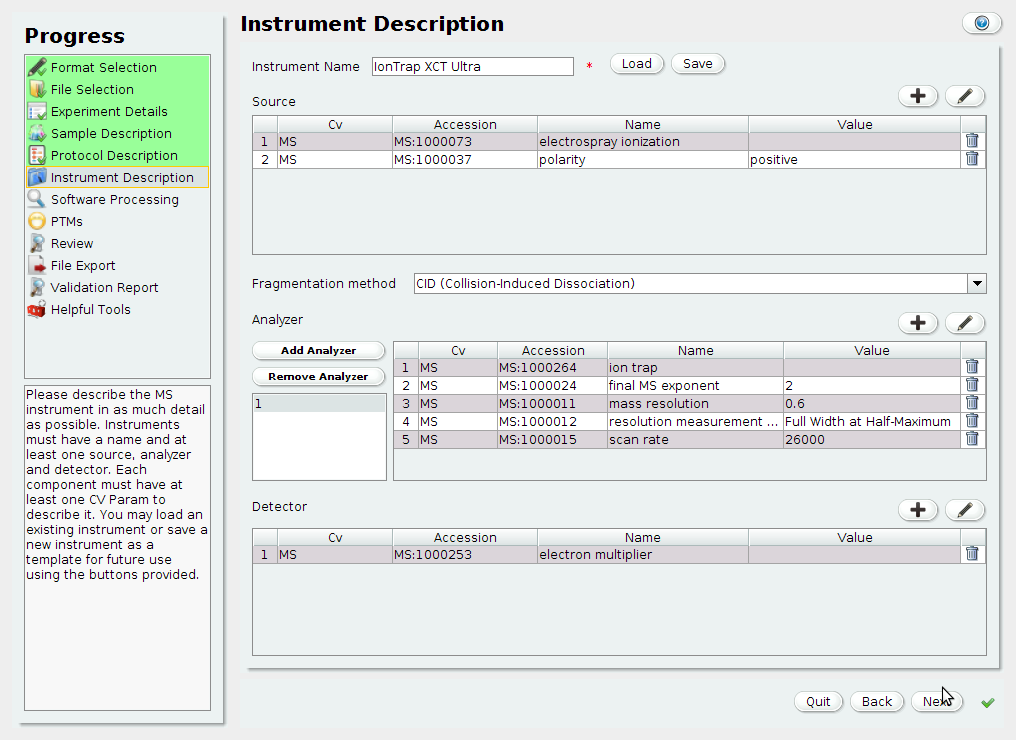 Progress
Format Selection
File Selection
Experiment Details
Sample Description
Protocol Description
Instrument Description
Software Processing
PTMs
Review
File Export
Validation Report
Helpful Tools
Please describe the MS
instrument in as much detail
as possible. Instruments
must have a name and at
least one source, analyzer
and detector. Each
component must have at
least one CV Param to
describe it. You may load an
existing instrument or save a
new instrument as a
template for future use
using the buttons provided.
Instrument Description
Instrument Name IonTrap XCT Ultra * Load Save
Source
Cv Accession Name Value
1 MS MS:1000073 electrospray ionization
2 MS MS:1000037 polarity positive
Fragmentation method CID (Collision-Induced Dissociation)
Analyzer
Add Analyzer
Remove Analyzer
1
Cv Accession Name Value
1 MS MS:1000264 ion trap
2 MS MS:1000024 final MS exponent 2
3 MS MS:1000011 mass resolution 0.6
4 MS MS:1000012 resolution measurement ... Full Width at Half-Maximum
5 MS MS:1000015 scan rate 26000
Detector
Cv Accession Name Value
1 MS MS:1000253 electron multiplier
Quit Back Next